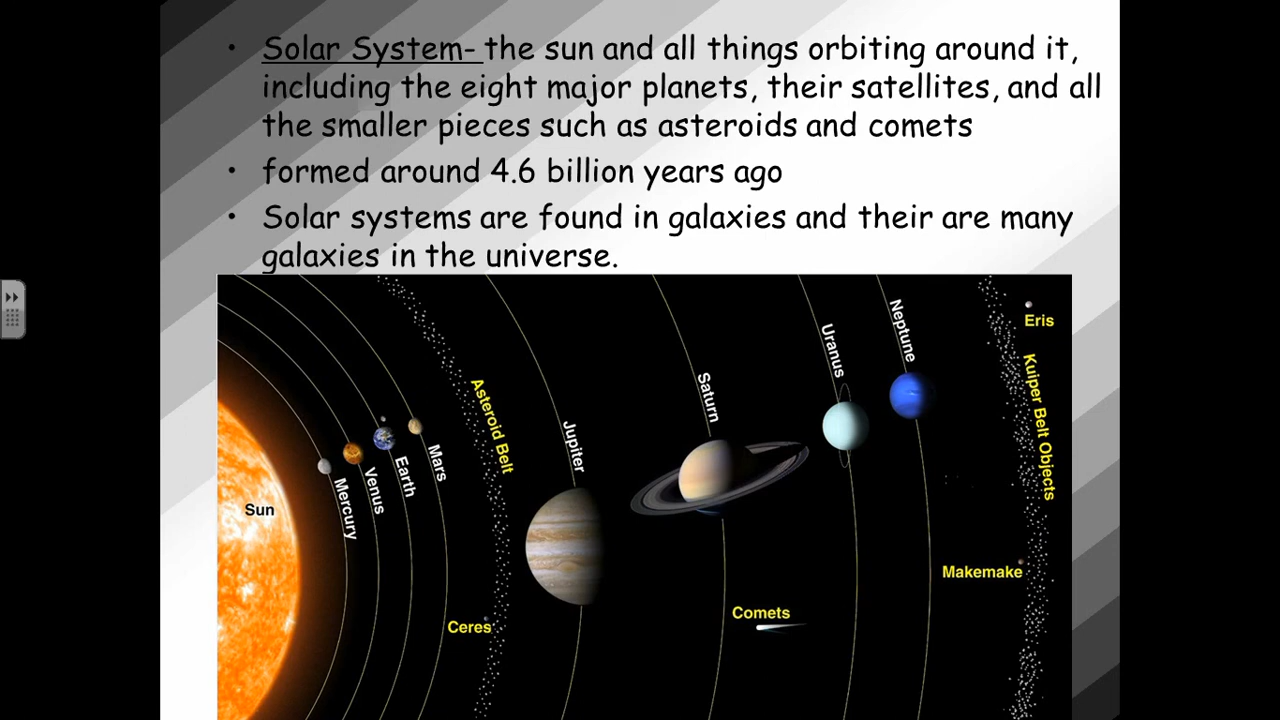 • Solar System- the sun and all things orbiting around it,
including the eight major planets, their satellites, and all
the smaller pieces such as asteroids and comets
• formed around 4.6 billion years ago
• Solar systems are found in galaxies and their are many
galaxies in the universe.
Sun
Mercury
Venus
Earth
Mars
Asteroid Belt
Ceres
Jupiter
Saturn
Comets
Uranus
Neptune
Eris
Kuiper Belt Objects
Makemake